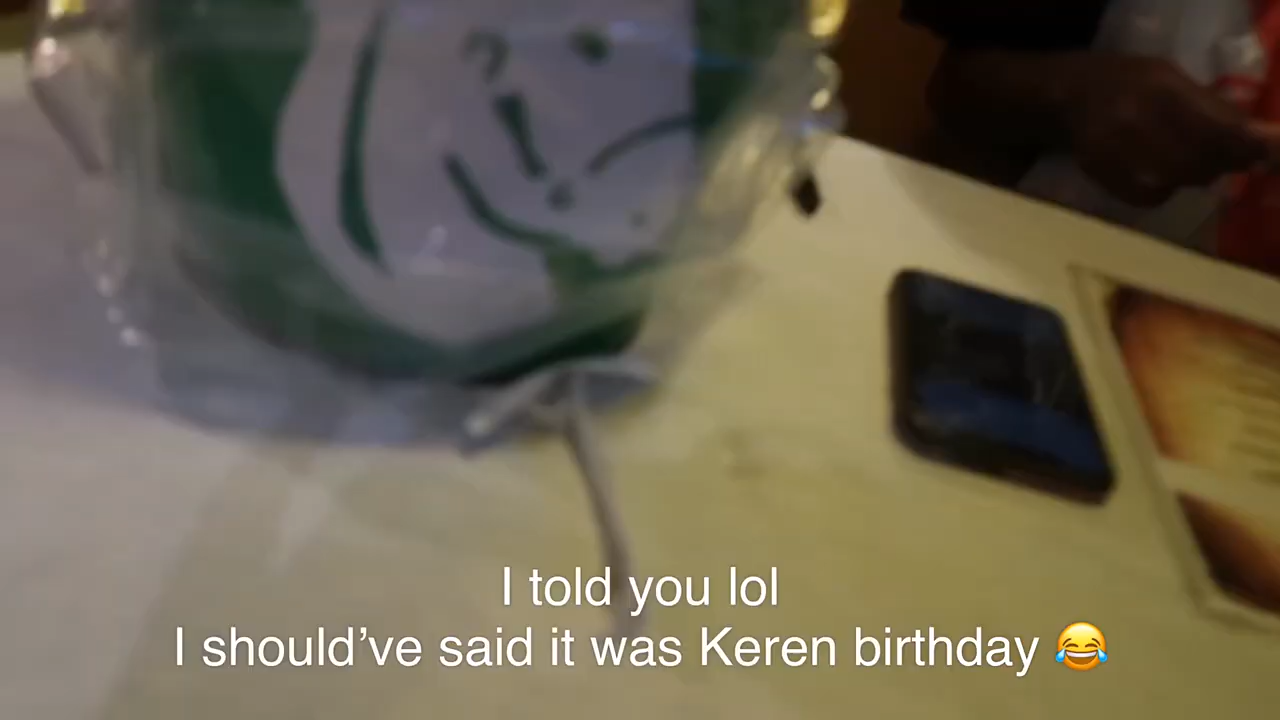 I told you lol
I should’ve said it was Keren birthday 😂